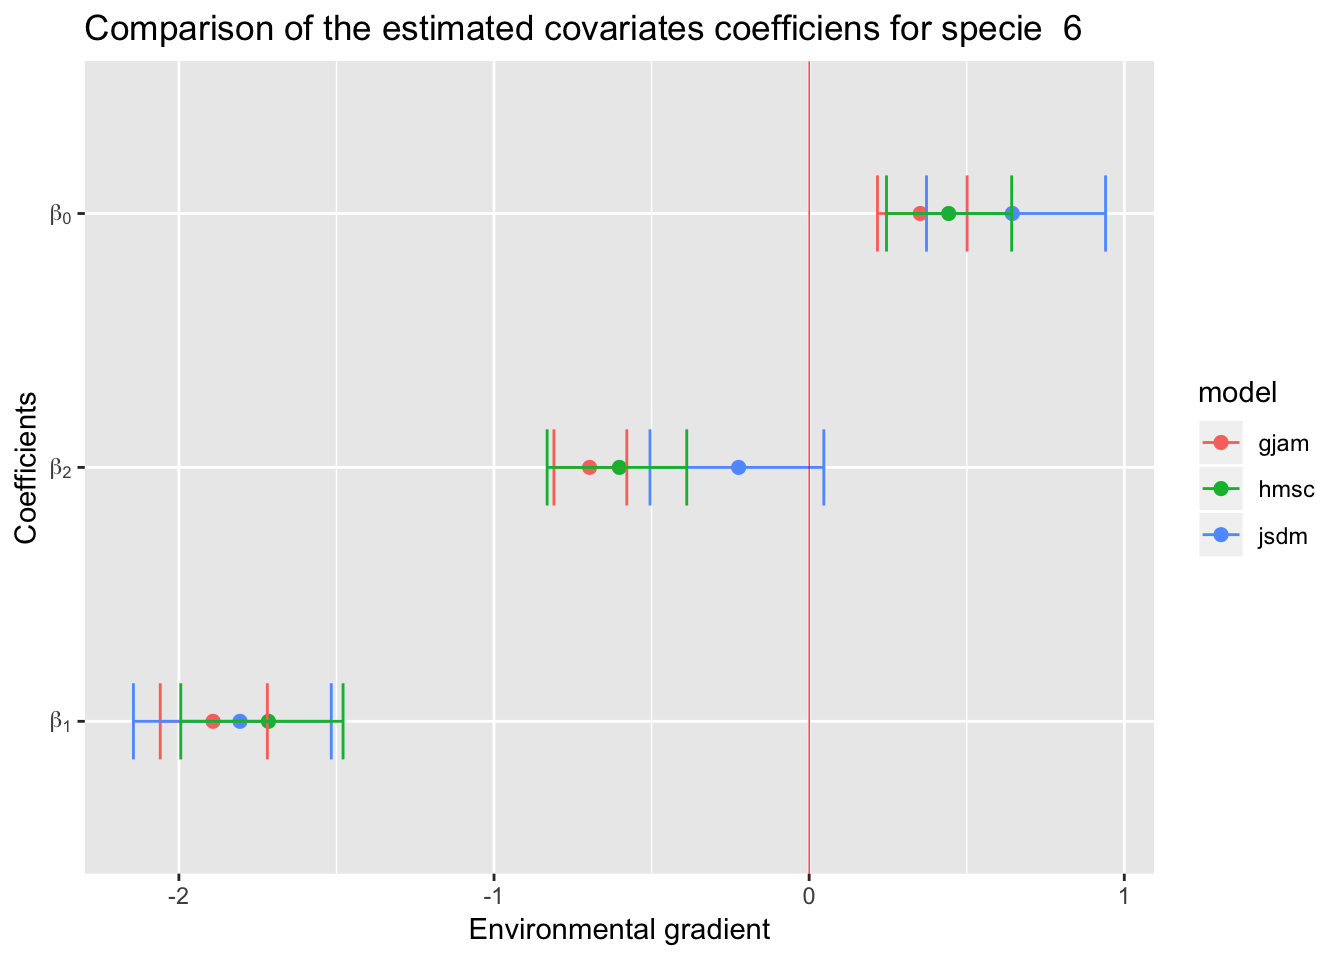 Comparison of the estimated covariates coefficiens for specie  6
Coefficients
β0
β2
β1
-2 -1 0 1
Environmental gradient
model
gjam
hmsc
jsdm